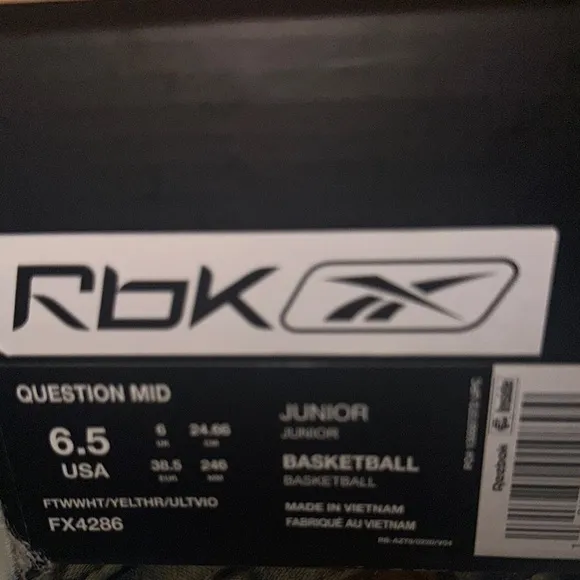 Rbk
QUESTION MID
6.5
USA
6
UK
24.66
CM
38.5
EUR
246
MM
JUNIOR
JUNIOR
BASKETBALL
BASKETBALL
FTWWHT/YELTHR/ULTVIO
FX4286
MADE IN VIETNAM
FABRIQUÉ AU VIETNAM
Reebok